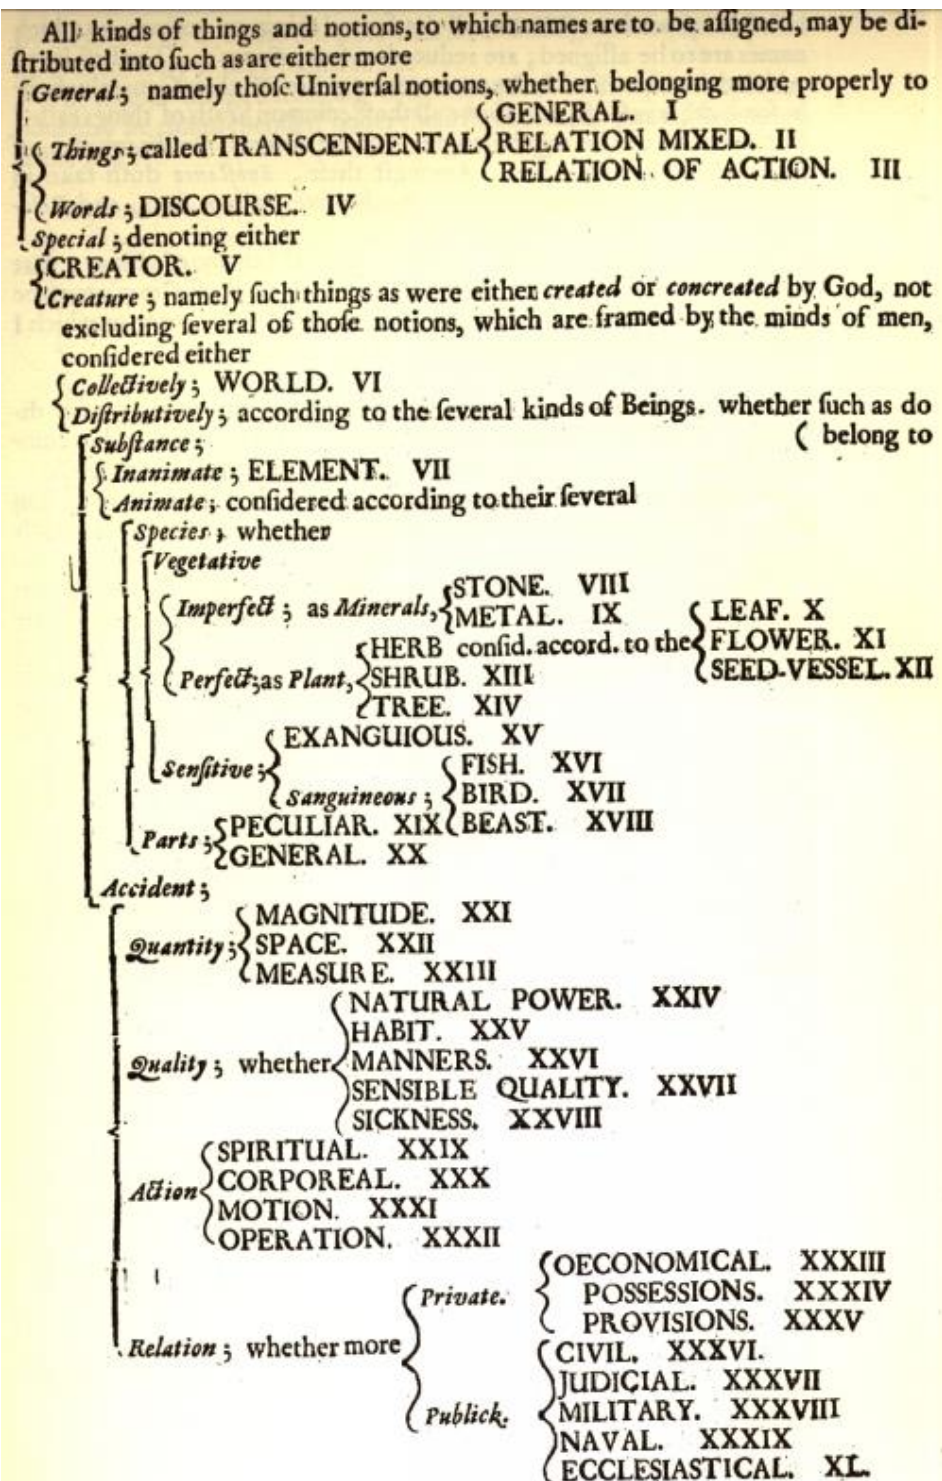 All kinds of things and notions, to which names are to be aſſigned, may be di-
ſtributed into ſuch as are either more
General; namely thoſe Univerſal notions, whether belonging more properly to
GENERAL. I
Things; called TRANSCENDENTAL RELATION MIXED. II
RELATION OF ACTION. III
Words; DISCOURSE. IV
Special; denoting either
CREATOR. V
Creature; namely ſuch things as were either created or concreated by God, not
excluding ſeveral of thoſe notions, which are framed by the minds of men,
conſidered either
Collectively; WORLD. VI
Diſtributively; according to the ſeveral kinds of Beings. whether ſuch as do
Subſtance; ( belong to
Inanimate; ELEMENT. VII
Animate; conſidered according to their ſeveral
Species; whether
Vegetative
STONE. VIII
Imperfect; as Minerals, METAL. IX LEAF. X
HERB conſid. accord. to the FLOWER. XI
Perfect; as Plant, SHRUB. XIII SEED-VESSEL. XII
TREE. XIV
EXANGUIOUS. XV
Senſitive; FISH. XVI
Sanguineous; BIRD. XVII
Parts; PECULIAR. XIX BEAST. XVIII
GENERAL. XX
Accident;
MAGNITUDE. XXI
Quantity; SPACE. XXII
MEASURE. XXIII
NATURAL POWER. XXIV
HABIT. XXV
Quality; whether MANNERS. XXVI
SENSIBLE QUALITY. XXVII
SICKNESS. XXVIII
SPIRITUAL. XXIX
Action CORPOREAL. XXX
MOTION. XXXI
OPERATION. XXXII
OECONOMICAL. XXXIII
Private. POSSESSIONS. XXXIV
PROVISIONS. XXXV
Relation; whether more CIVIL. XXXVI.
JUDICIAL. XXXVII
Publick. MILITARY. XXXVIII
NAVAL. XXXIX
ECCLESIASTICAL. XL.